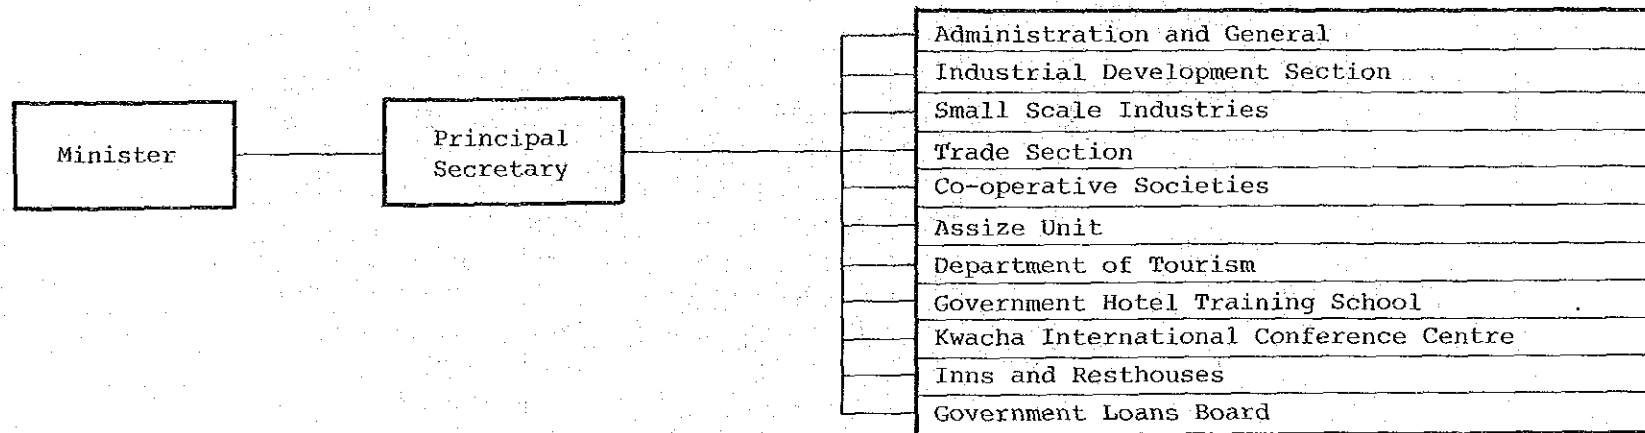 Minister
Principal
Secretary
Administration and General
Industrial Development Section
Small Scale Industries
Trade Section
Co-operative Societies
Assize Unit
Department of Tourism
Government Hotel Training School
Kwacha International Conference Centre
Inns and Resthouses
Government Loans Board